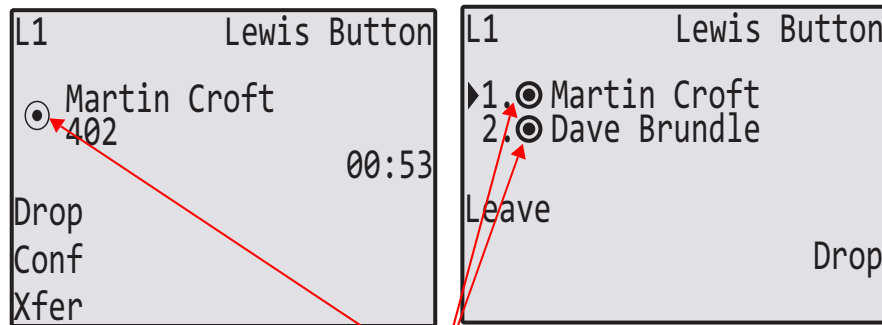 L1 Lewis Button
Martin Croft
402
00:53
Drop
Conf
Xfer
L1 Lewis Button
1. Martin Croft
2. Dave Brundle
Leave
Drop